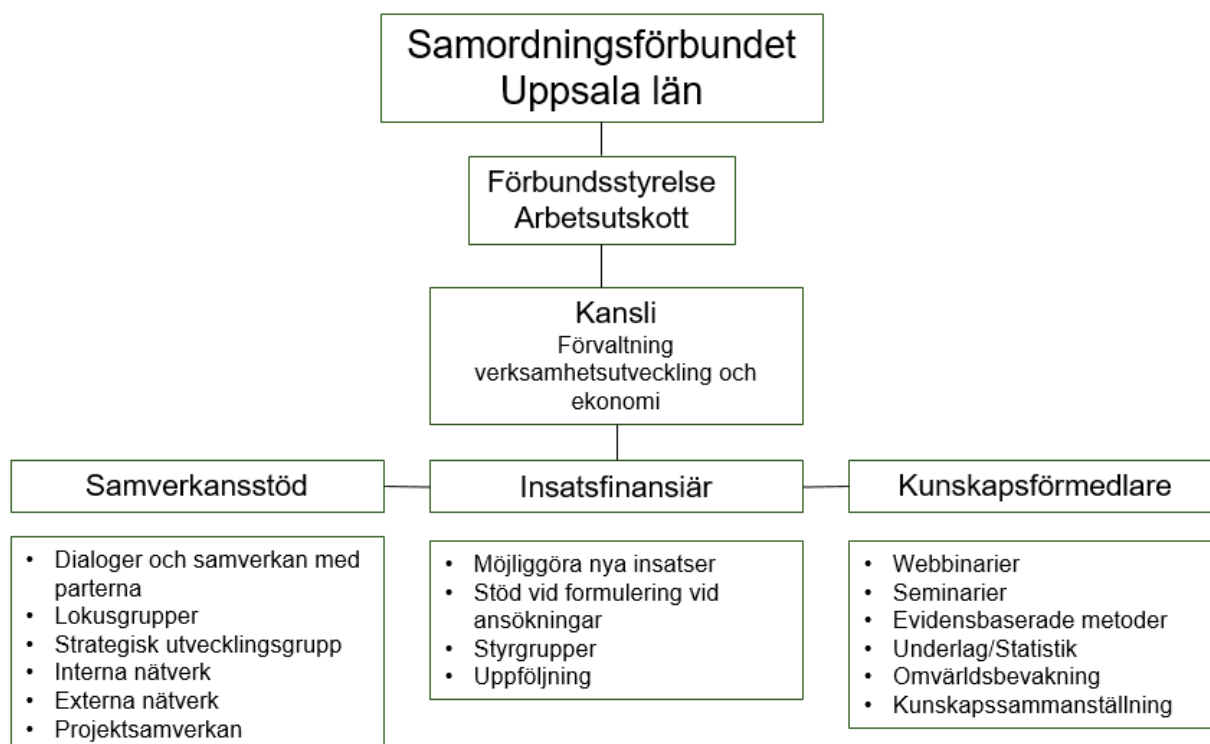 Samordningsförbundet
Uppsala län
Förbundsstyrelse
Arbetsutskott
Kansli
Förvaltning
verksamhetsutveckling och
ekonomi
Samverkansstöd
• Dialoger och samverkan med
parterna
• Lokusgrupper
• Strategisk utvecklingsgrupp
• Interna nätverk
• Externa nätverk
• Projektsamverkan
Insatsfinansiär
• Möjliggöra nya insatser
• Stöd vid formulering vid
ansökningar
• Styrgrupper
• Uppföljning
Kunskapsförmedlare
• Webbinarier
• Seminarier
• Evidensbaserade metoder
• Underlag/Statistik
• Omvärldsbevakning
• Kunskapssammanställning